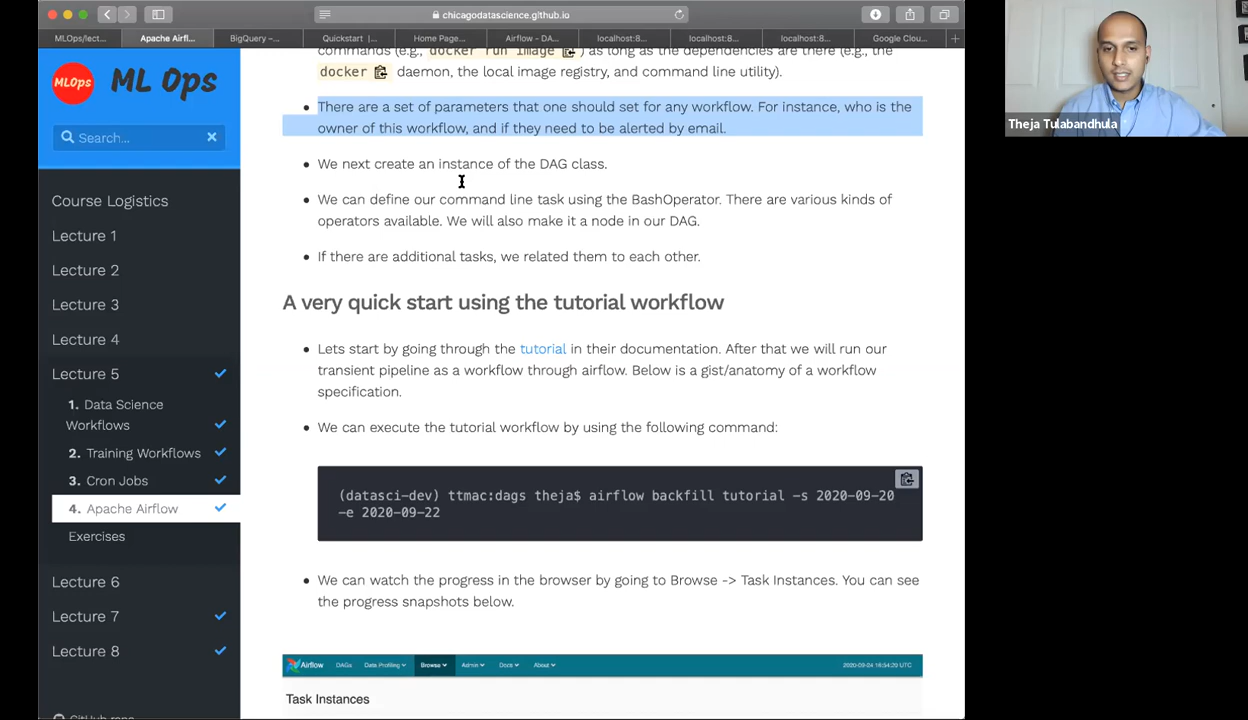 chicagodatascience.github.io
MLOps/lect...
Apache Airfl...
BigQuery –...
Quickstart |...
Home Page...
Airflow - DA...
localhost:8...
localhost:8...
localhost:8...
Google Clou...
MLOps
ML Ops
Search...
Course Logistics
Lecture 1
Lecture 2
Lecture 3
Lecture 4
Lecture 5
1. Data Science
Workflows
2. Training Workflows
3. Cron Jobs
4. Apache Airflow
Exercises
Lecture 6
Lecture 7
Lecture 8
GitHub repo
commands (e.g., docker run image ) as long as the dependencies are there (e.g., the
docker daemon, the local image registry, and command line utility).
There are a set of parameters that one should set for any workflow. For instance, who is the
owner of this workflow, and if they need to be alerted by email.
We next create an instance of the DAG class.
We can define our command line task using the BashOperator. There are various kinds of
operators available. We will also make it a node in our DAG.
If there are additional tasks, we related them to each other.
A very quick start using the tutorial workflow
Lets start by going through the tutorial in their documentation. After that we will run our
transient pipeline as a workflow through airflow. Below is a gist/anatomy of a workflow
specification.
We can execute the tutorial workflow by using the following command:
(datasci-dev) ttmac:dags theja$ airflow backfill tutorial -s 2020-09-20
-e 2020-09-22
We can watch the progress in the browser by going to Browse -> Task Instances. You can see
the progress snapshots below.
Airflow DAGs Data Profiling Browse Admin Docs About 2020-09-24 16:54:20 UTC
Task Instances
Theja Tulabandhula